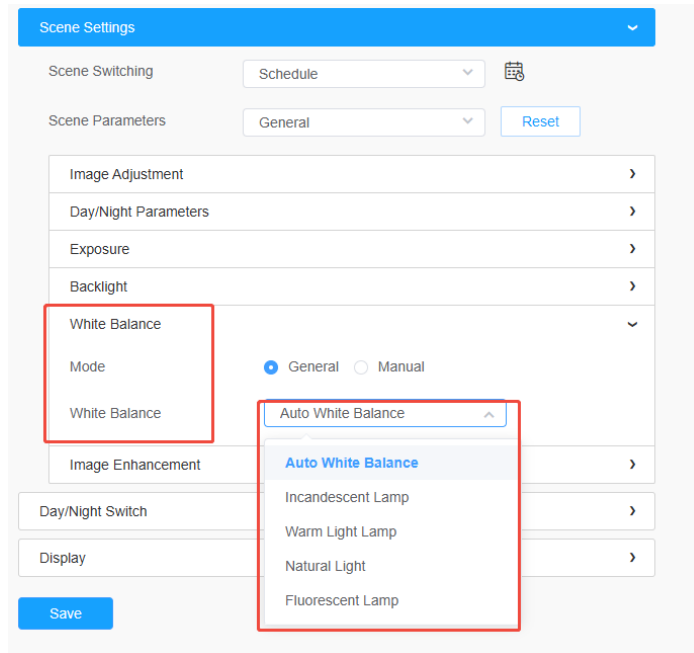 Scene Settings
Scene Switching Schedule
Scene Parameters General Reset
Image Adjustment
Day/Night Parameters
Exposure
Backlight
White Balance
Mode General Manual
White Balance Auto White Balance
Image Enhancement Auto White Balance
Incandescent Lamp
Day/Night Switch
Warm Light Lamp
Display Natural Light
Fluorescent Lamp
Save